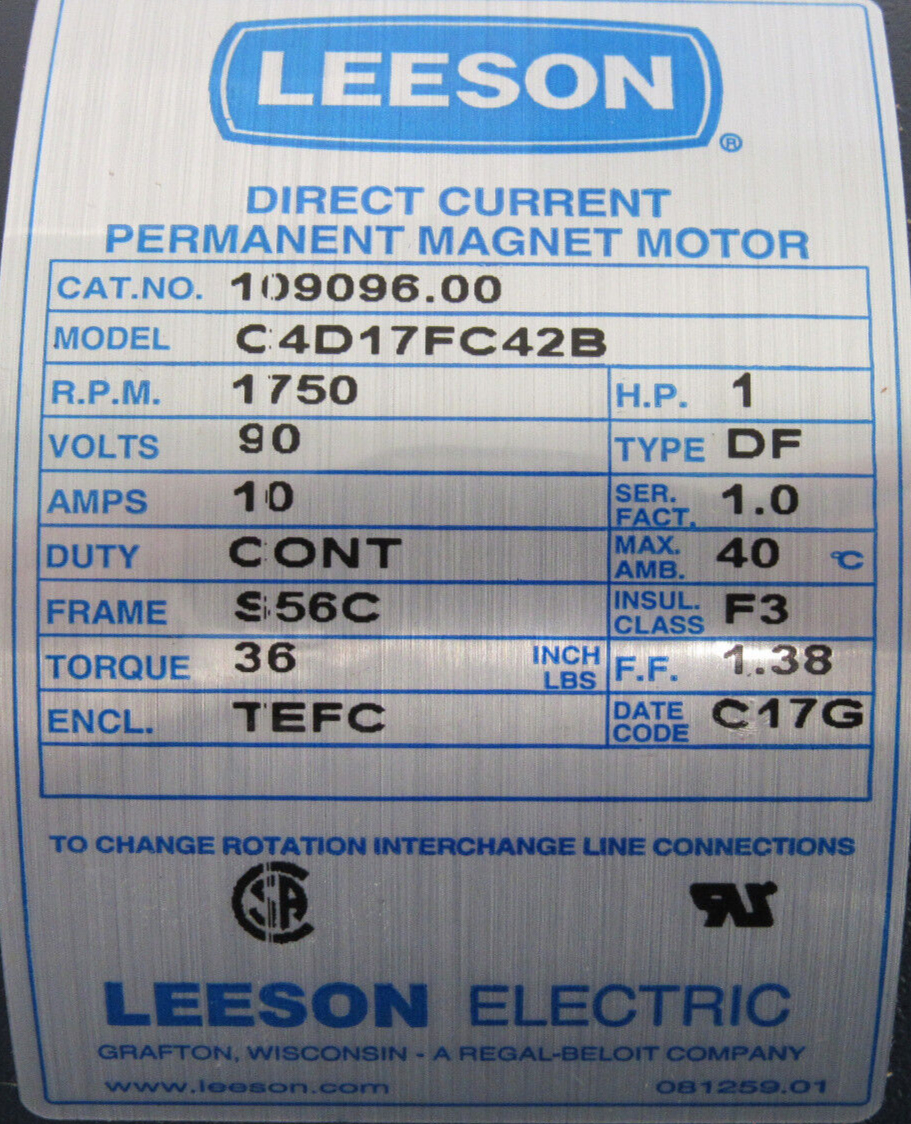 LEESON ®
DIRECT CURRENT
PERMANENT MAGNET MOTOR
CAT.NO. 109096.00
MODEL C4D17FC42B
R.P.M. 1750 H.P. 1
VOLTS 90 TYPE DF
AMPS 10 SER. FACT. 1.0
DUTY CONT MAX. AMB. 40 °C
FRAME S56C INSUL. CLASS F3
TORQUE 36 INCH LBS F.F. 1.38
ENCL. TEFC DATE CODE C17G
TO CHANGE ROTATION INTERCHANGE LINE CONNECTIONS
LEESON ELECTRIC
GRAFTON, WISCONSIN - A REGAL-BELOIT COMPANY
www.leeson.com 081259.01